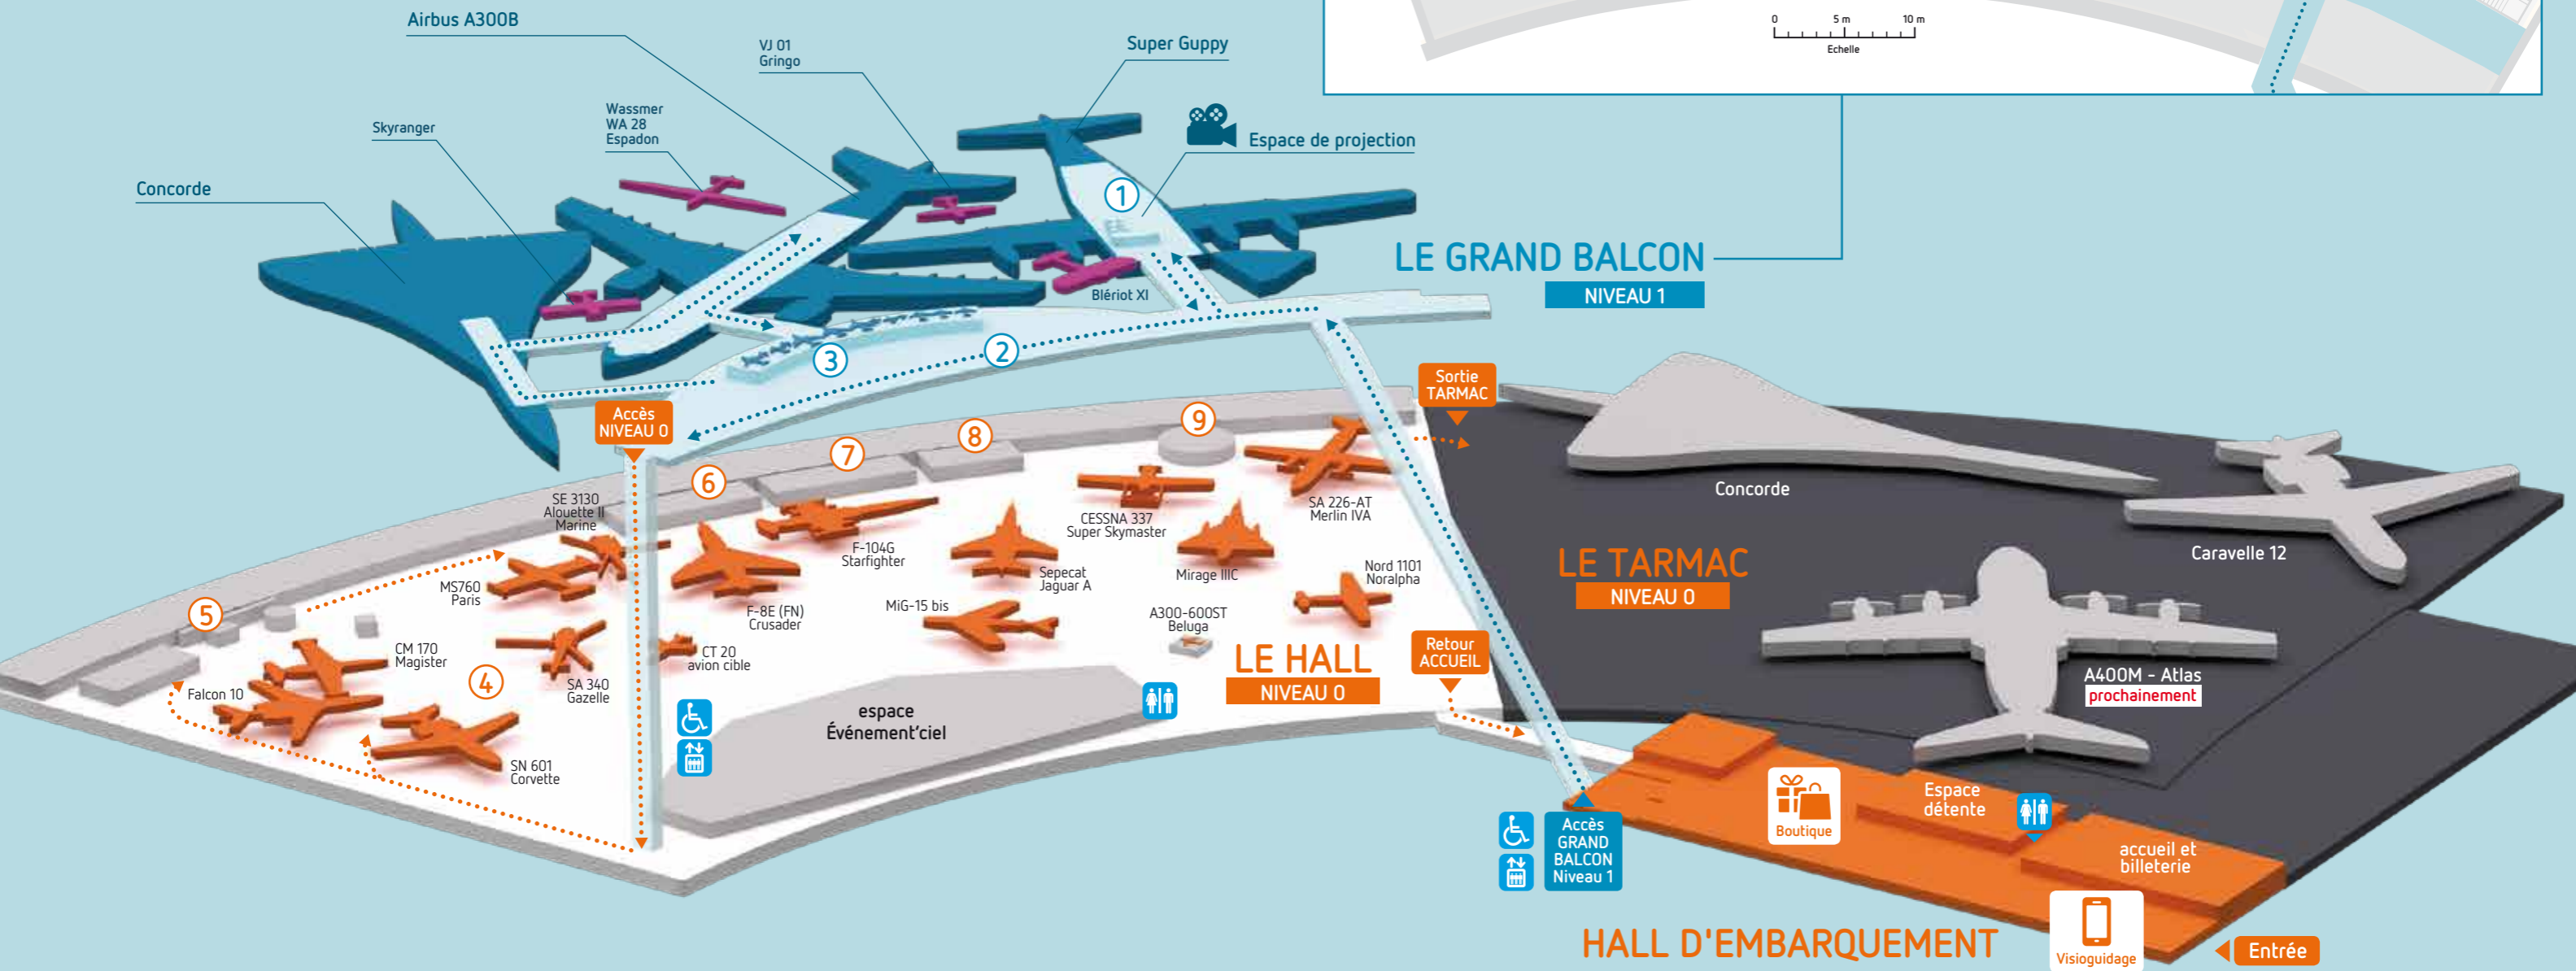 0 5 m 10 m
Echelle
Airbus A300B
VJ 01
Gringo
Super Guppy
Wassmer
WA 28
Espadon
Skyranger
Espace de projection
Concorde
1
LE GRAND BALCON
NIVEAU 1
Blériot XI
2
3
Accès
NIVEAU 0
Sortie
TARMAC
9
8
7
6
SE 3130
Alouette II
Marine
CESSNA 337
Super Skymaster
SA 226-AT
Merlin IVA
F-104G
Starfighter
Sepecat
Jaguar A
Mirage IIIC
Nord 1101
Noralpha
MS760
Paris
F-8E (FN)
Crusader
MiG-15 bis
A300-600ST
Beluga
5
CM 170
Magister
4
CT 20
avion cible
SA 340
Gazelle
Falcon 10
SN 601
Corvette
espace
Événement'ciel
LE HALL
NIVEAU 0
Retour
ACCUEIL
Concorde
Caravelle 12
LE TARMAC
NIVEAU 0
A400M - Atlas
prochainement
Accès
GRAND
BALCON
Niveau 1
Boutique
Espace
détente
accueil et
billeterie
HALL D'EMBARQUEMENT
Visioguidage
Entrée